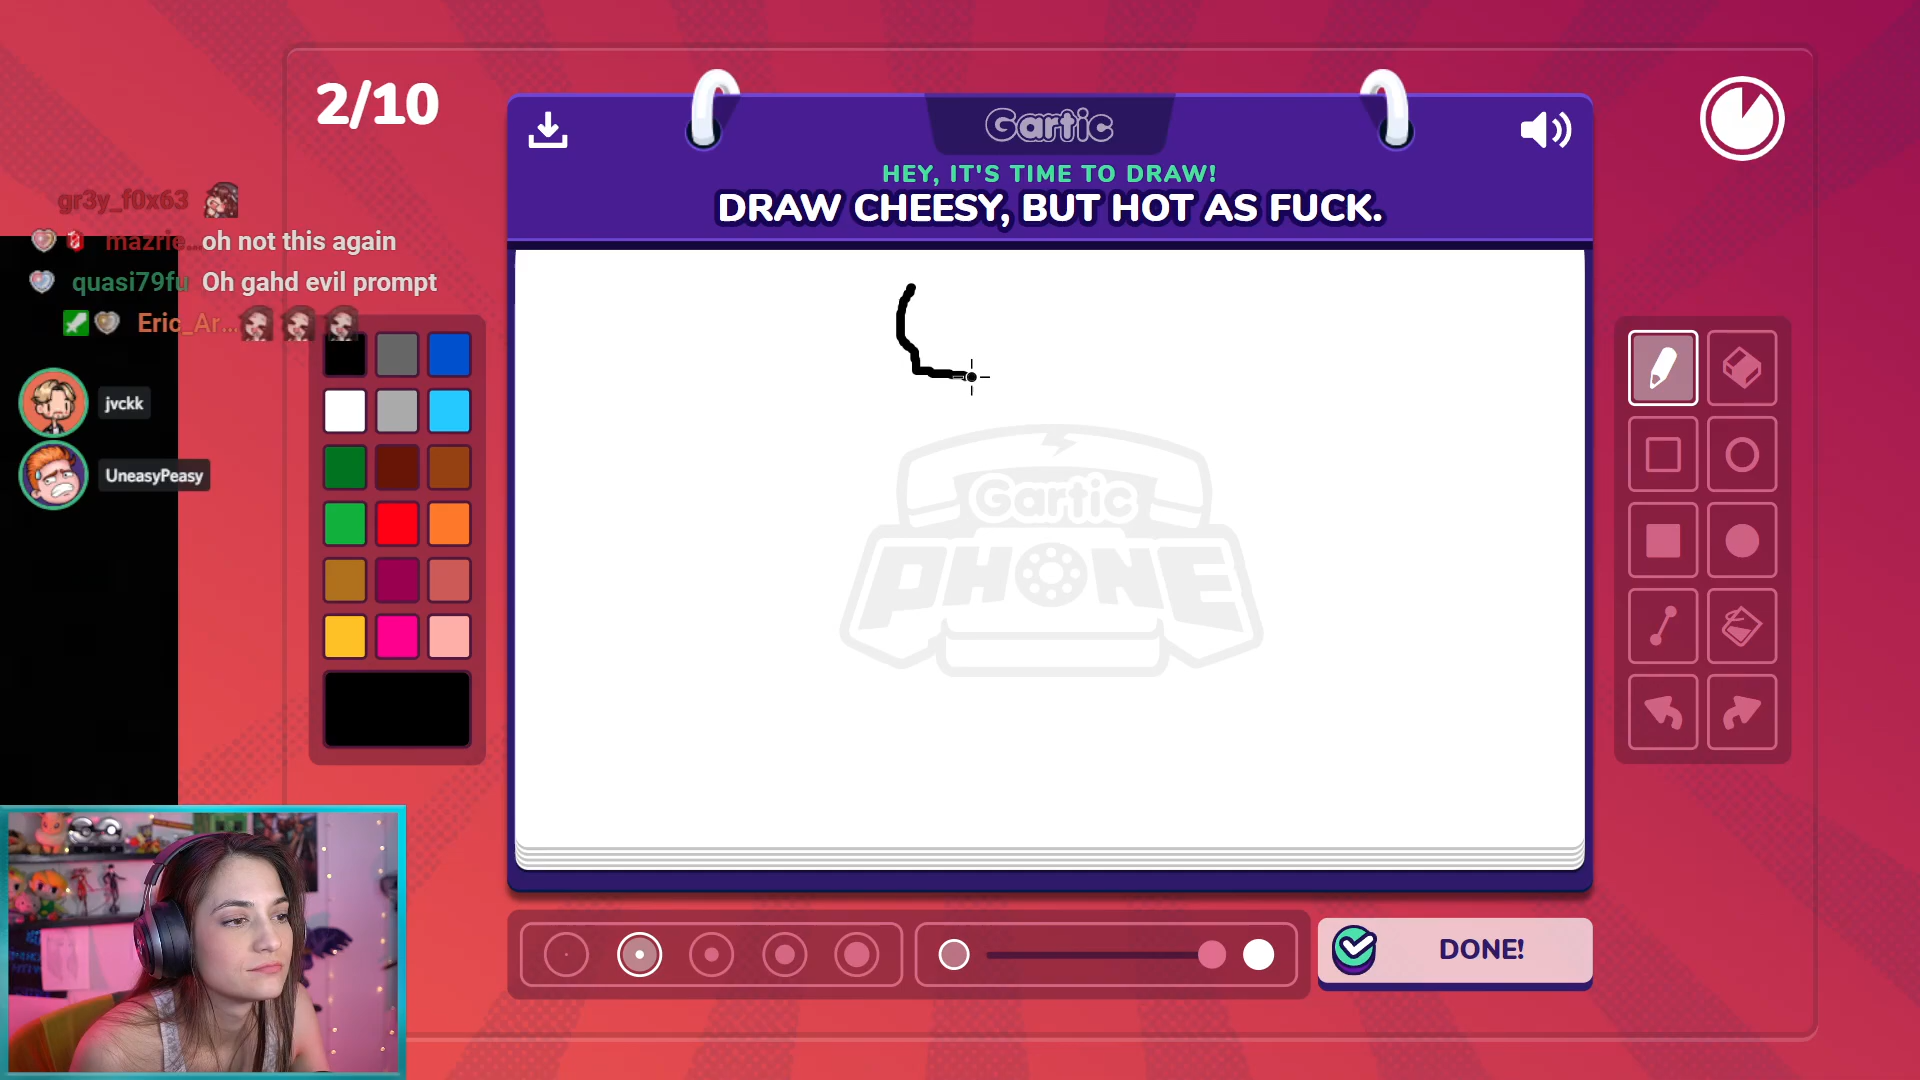 2/10
Gartic
HEY, IT'S TIME TO DRAW!
DRAW CHEESY, BUT HOT AS FUCK.
gr3y_f0x63
mazrie... oh not this again
quasi79fu Oh gahd evil prompt
Eric_Ar...
jvckk
UneasyPeasy
Gartic
PHONE
DONE!